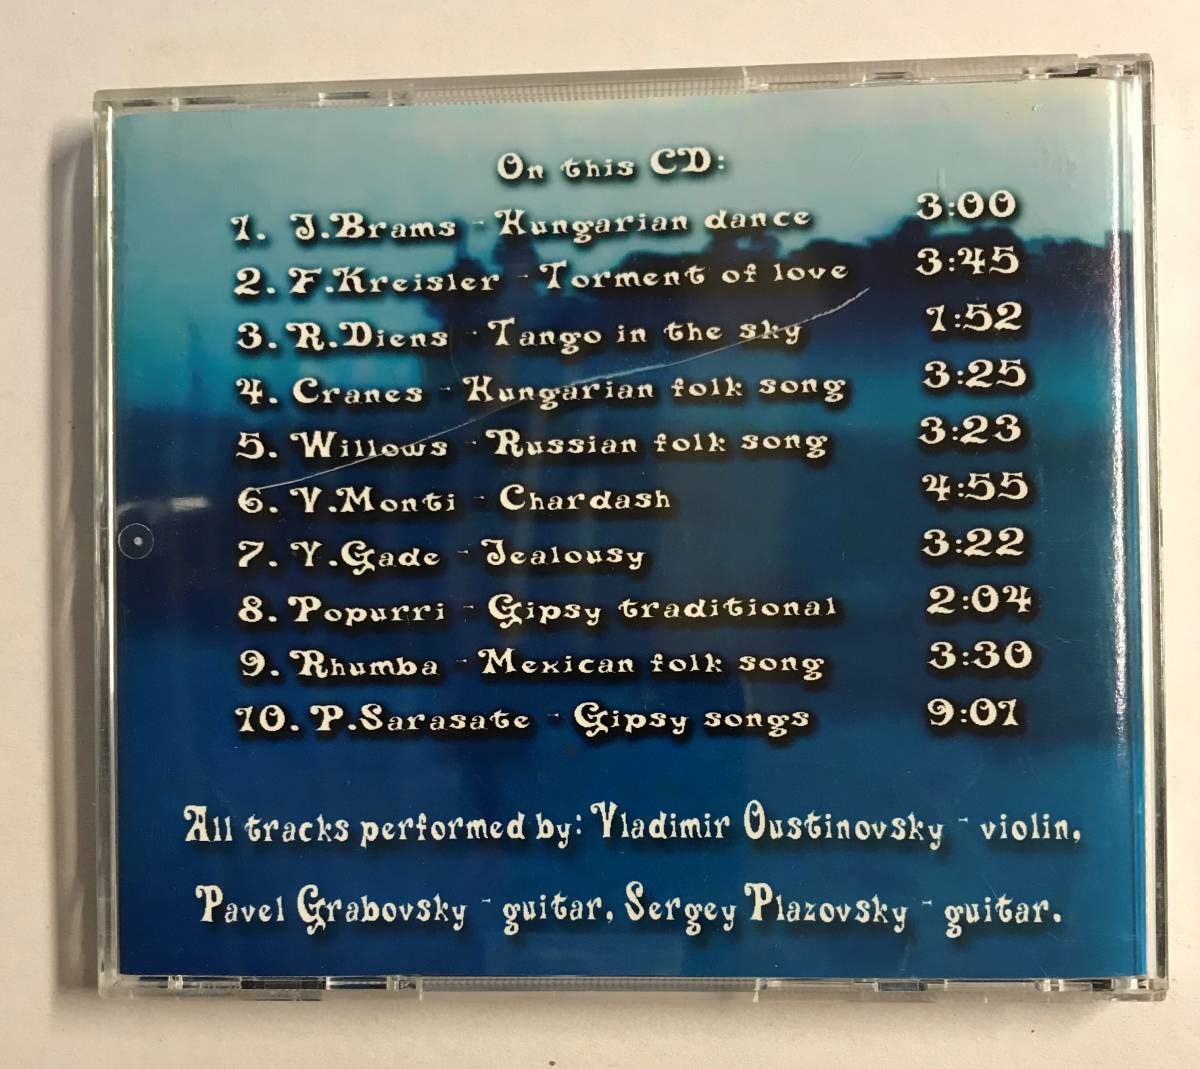 On this CD:
1. J.Brams - Hungarian dance 3:00
2. F.Kreisler - Torment of love 3:45
3. R.Diens - Tango in the sky 1:52
4. Cranes - Hungarian folk song 3:25
5. Willows - Russian folk song 3:23
6. V.Monti - Chardash 4:55
7. Y.Gade - Jealousy 3:22
8. Popurri - Gipsy traditional 2:04
9. Rhumba - Mexican folk song 3:30
10. P.Sarasate - Gipsy songs 9:01
All tracks performed by: Vladimir Oustinovsky - violin,
Pavel Grabovsky - guitar, Sergey Plazovsky - guitar.